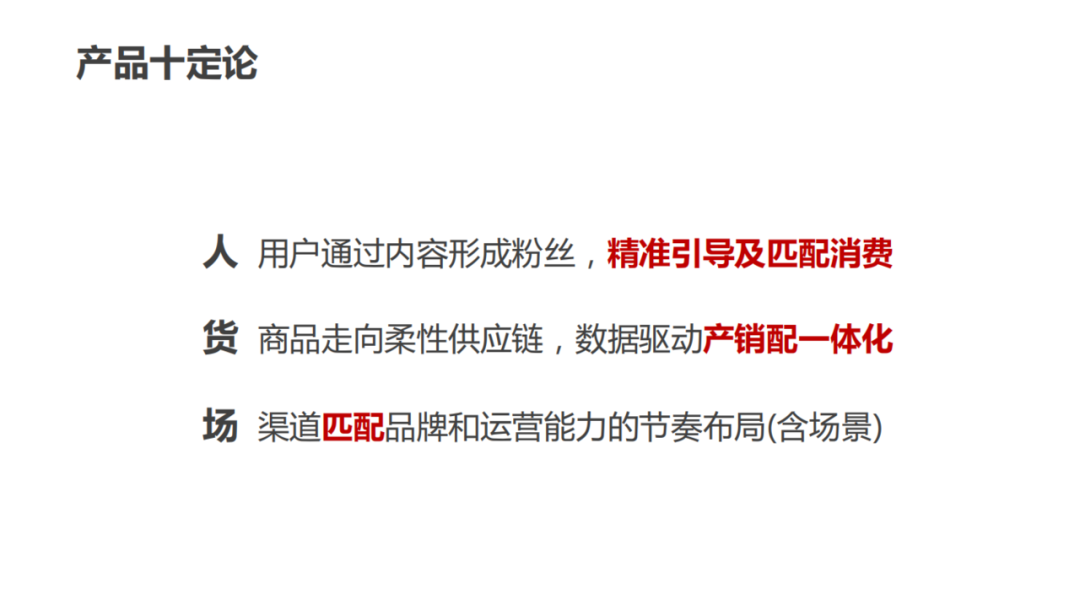 产品十定论
人 用户通过内容形成粉丝，精准引导及匹配消费
货 商品走向柔性供应链，数据驱动产销配一体化
场 渠道匹配品牌和运营能力的节奏布局(含场景)